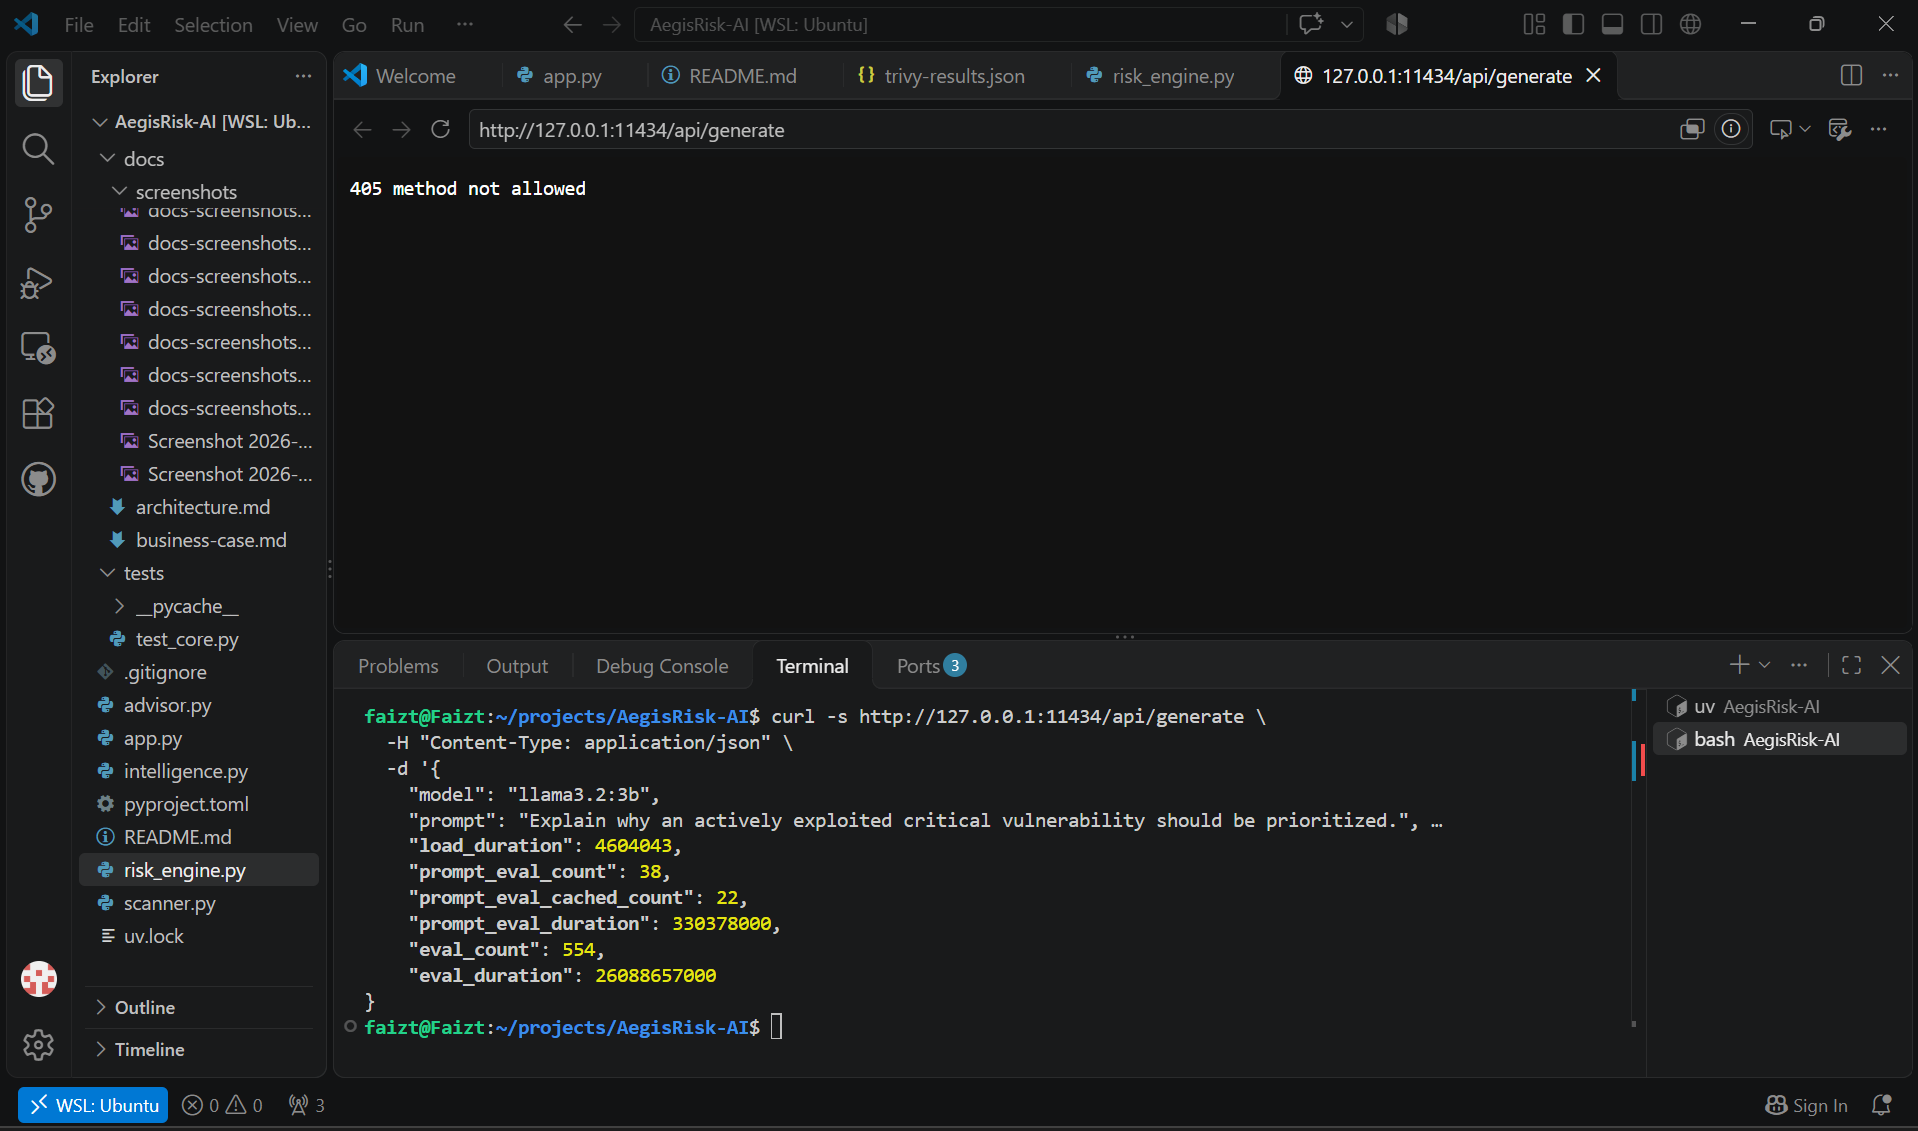 File Edit Selection View Go Run ··· AegisRisk-AI [WSL: Ubuntu]
Explorer ···
AegisRisk-AI [WSL: Ub...
docs
screenshots
docs-screenshots...
docs-screenshots...
docs-screenshots...
docs-screenshots...
docs-screenshots...
docs-screenshots...
docs-screenshots...
Screenshot 2026-...
Screenshot 2026-...
architecture.md
business-case.md
tests
__pycache__
test_core.py
.gitignore
advisor.py
app.py
intelligence.py
pyproject.toml
README.md
risk_engine.py
scanner.py
uv.lock
Outline
Timeline
Welcome app.py README.md {} trivy-results.json risk_engine.py 127.0.0.1:11434/api/generate
http://127.0.0.1:11434/api/generate
405 method not allowed
Problems Output Debug Console Terminal Ports 3
faizt@Faizt:~/projects/AegisRisk-AI$ curl -s http://127.0.0.1:11434/api/generate \
-H "Content-Type: application/json" \
-d '{
"model": "llama3.2:3b",
"prompt": "Explain why an actively exploited critical vulnerability should be prioritized.", …
"load_duration": 4604043,
"prompt_eval_count": 38,
"prompt_eval_cached_count": 22,
"prompt_eval_duration": 330378000,
"eval_count": 554,
"eval_duration": 26088657000
}
faizt@Faizt:~/projects/AegisRisk-AI$
uv AegisRisk-AI
bash AegisRisk-AI
WSL: Ubuntu 0 0 3 Sign In